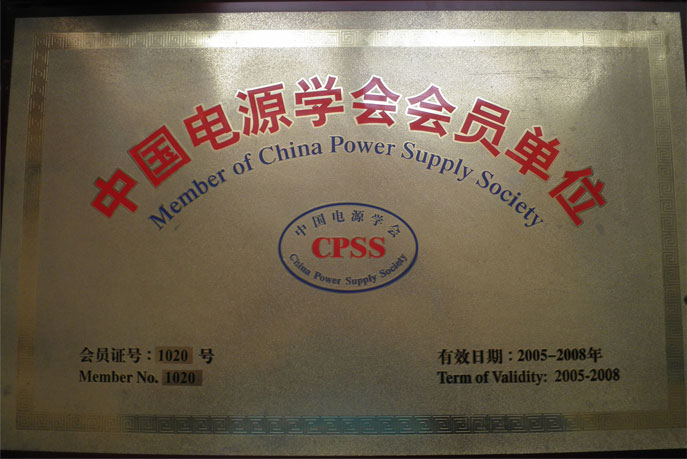 中国电源学会会员单位
Member of China Power Supply Society
中国电源学会
CPSS
China Power Supply Society
会员证号：1020 号
Member No. 1020
有效日期：2005-2008年
Term of Validity: 2005-2008